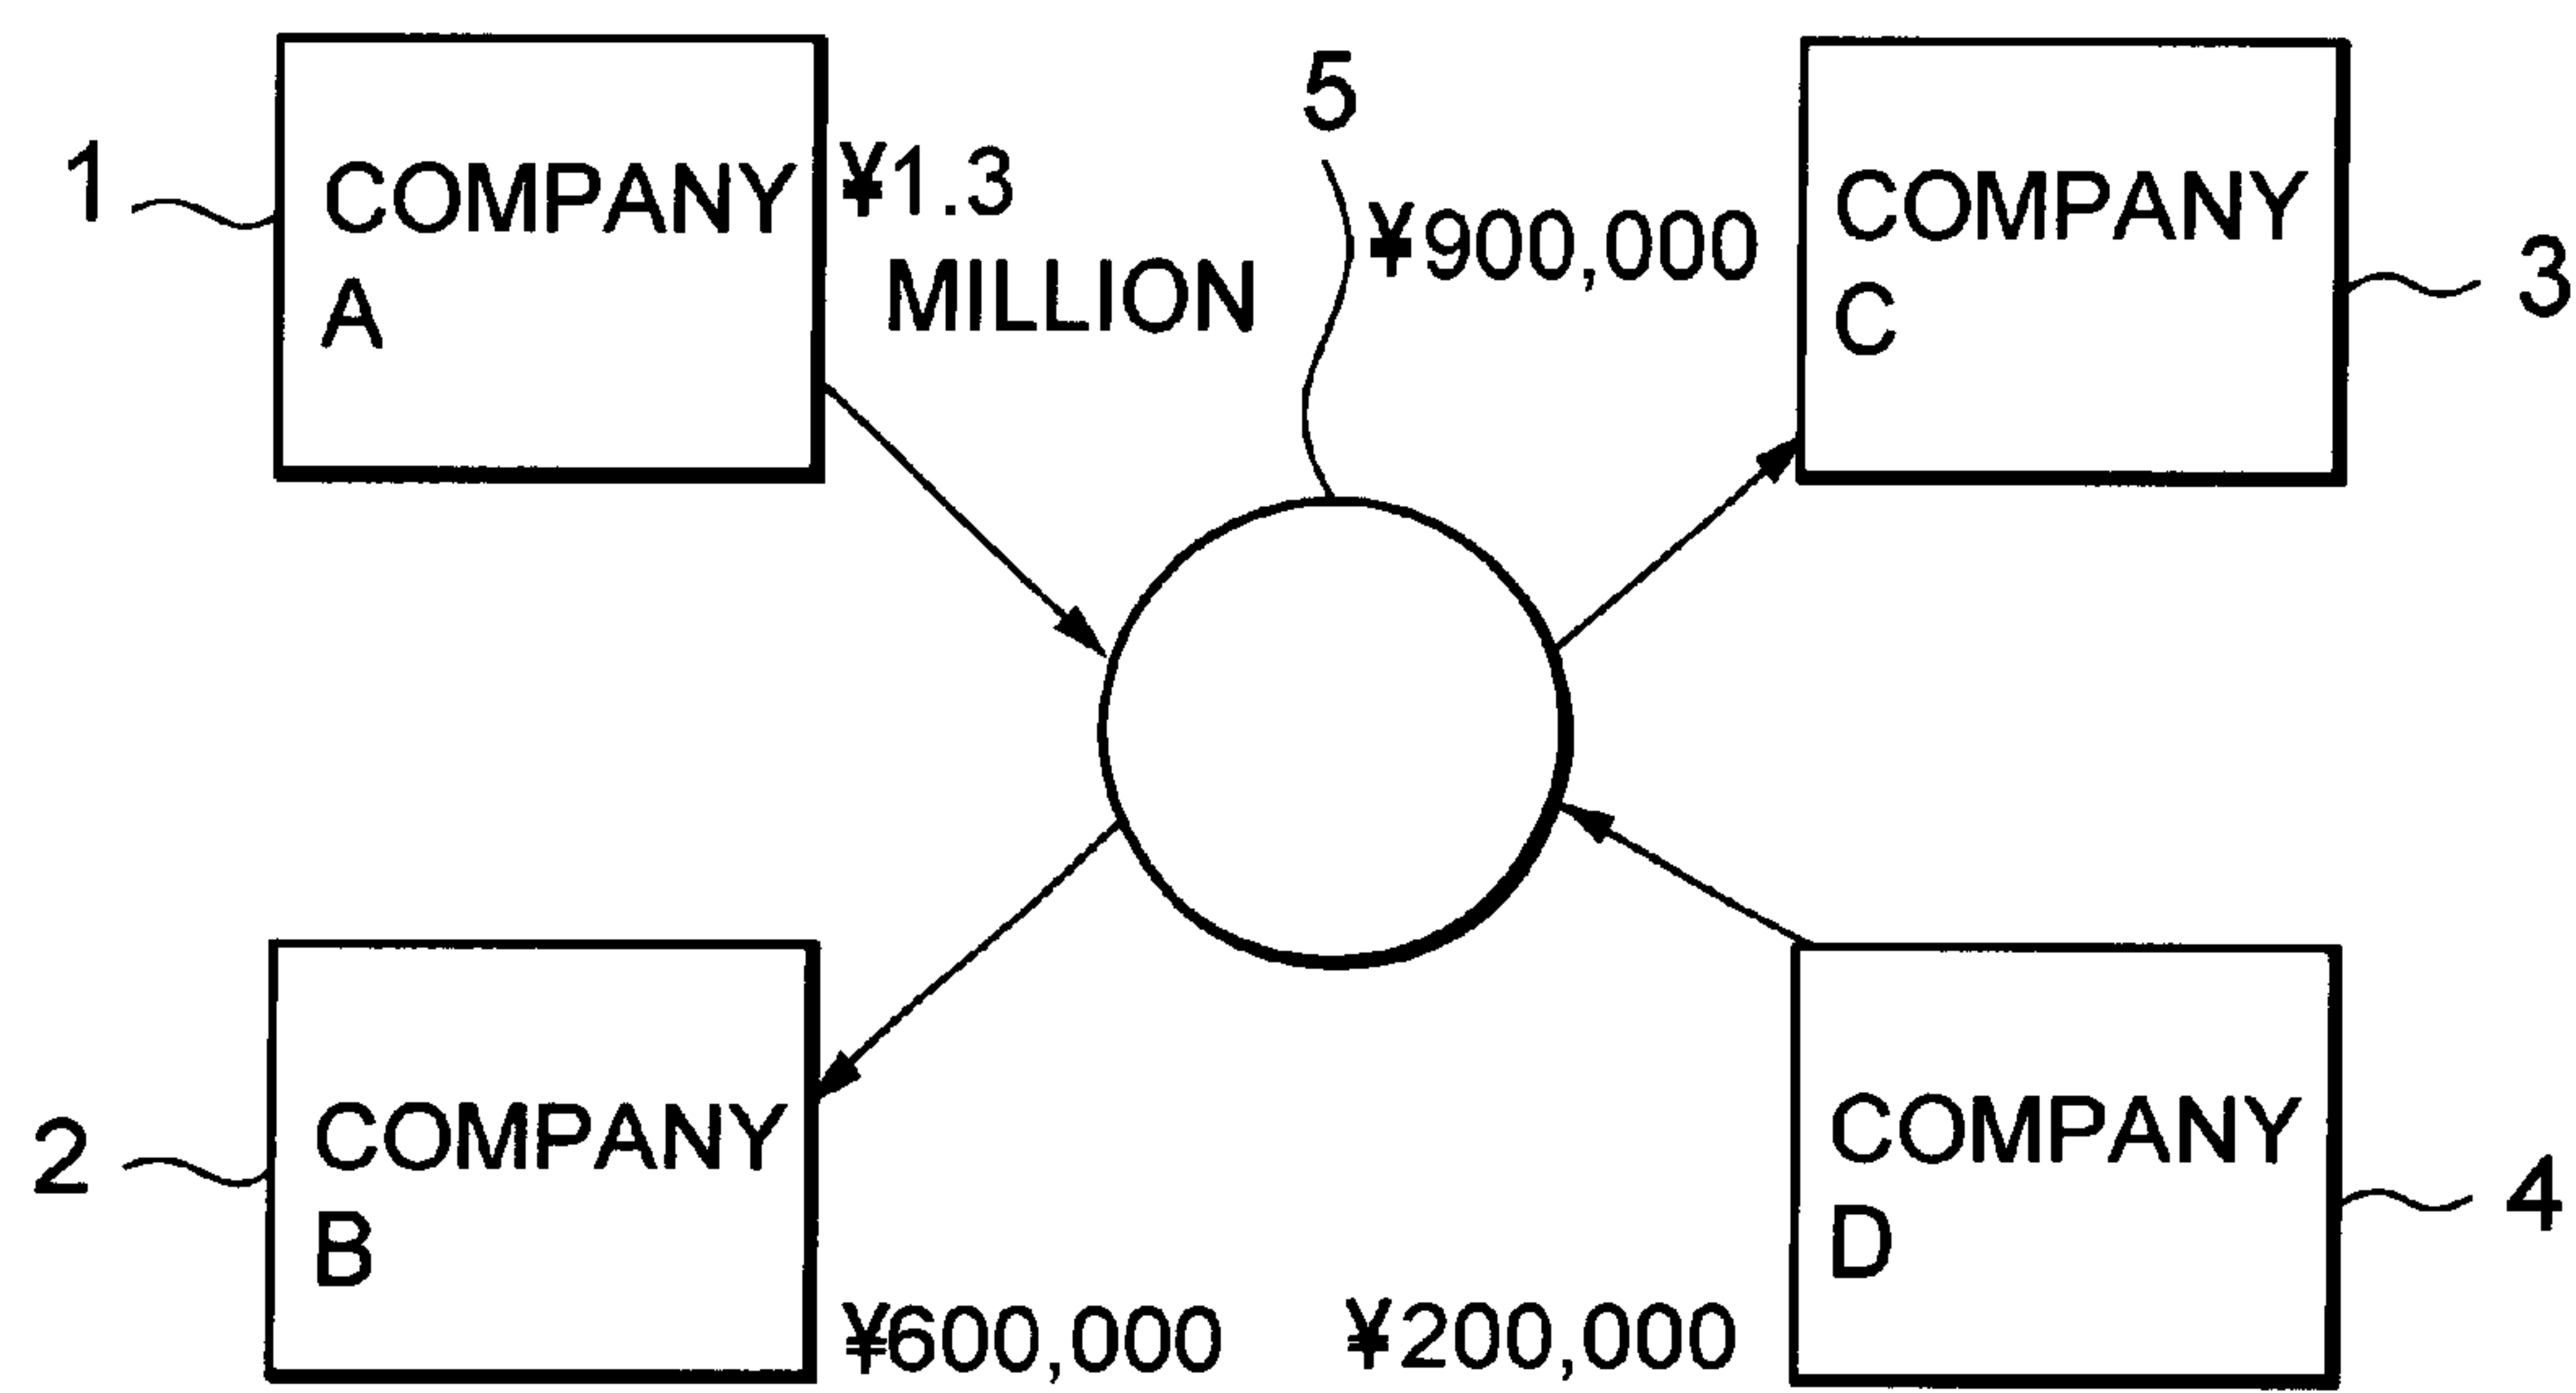 1
COMPANY
A
¥1.3
MILLION
5
¥900,000
COMPANY
C
3
2
COMPANY
B
¥600,000
¥200,000
COMPANY
D
4